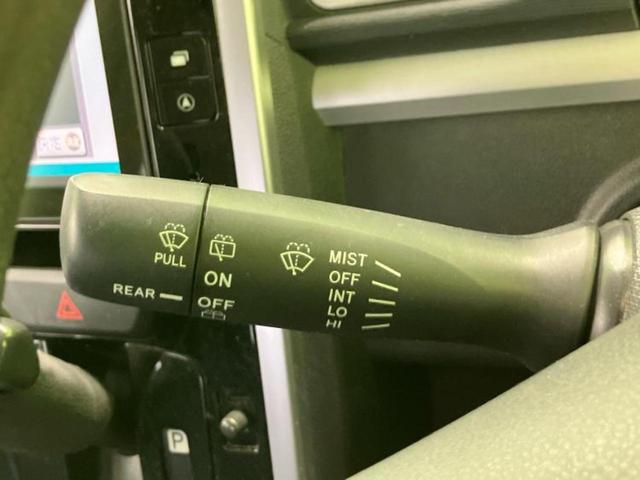 PULL
REAR
ON
OFF
MIST
OFF
INT
LO
HI
P